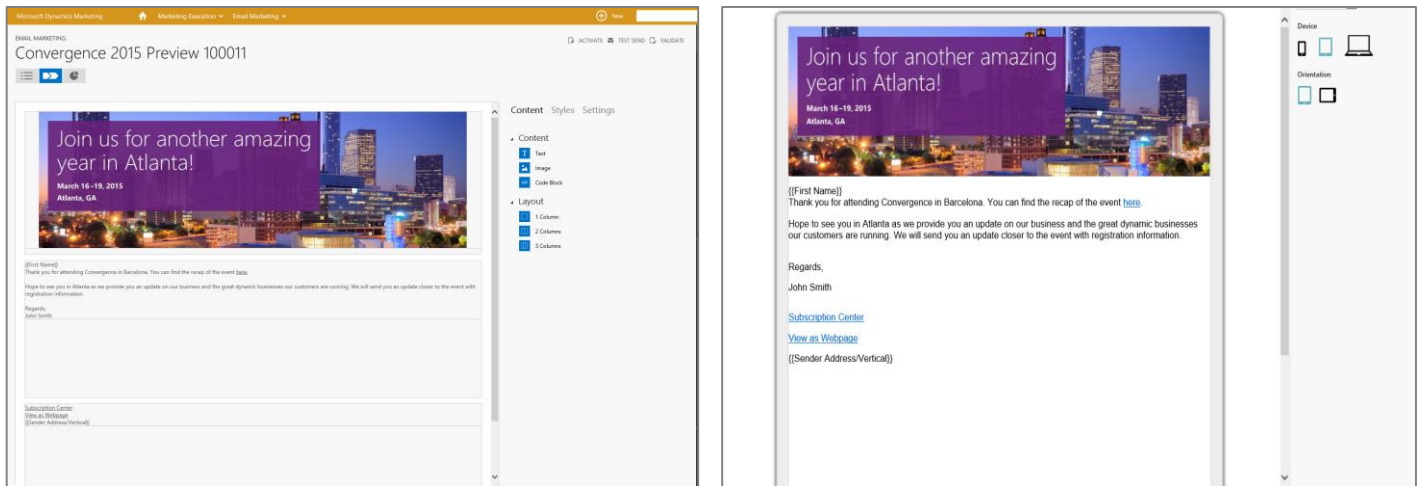 Microsoft Dynamics Marketing
Marketing Execution
Email Marketing
New
EMAIL MARKETING
Convergence 2015 Preview 100011
ACTIVATE
TEST SEND
VALIDATE
Join us for another amazing
year in Atlanta!
March 16–19, 2015
Atlanta, GA
{{First Name}}
Thank you for attending Convergence in Barcelona. You can find the recap of the event here.
Hope to see you in Atlanta as we provide you an update on our business and the great dynamic businesses our customers are running. We will send you an update closer to the event with
registration information.
Regards,
John Smith
Subscription Center
View as Webpage
{{Sender Address/Vertical}}
Content Styles Settings
Content
Text
Image
Code Block
Layout
1 Column
2 Columns
3 Columns
Join us for another amazing
year in Atlanta!
March 16–19, 2015
Atlanta, GA
{{First Name}}
Thank you for attending Convergence in Barcelona. You can find the recap of the event here.
Hope to see you in Atlanta as we provide you an update on our business and the great dynamic businesses
our customers are running. We will send you an update closer to the event with registration information.
Regards,
John Smith
Subscription Center
View as Webpage
{{Sender Address/Vertical}}
Device
Orientation